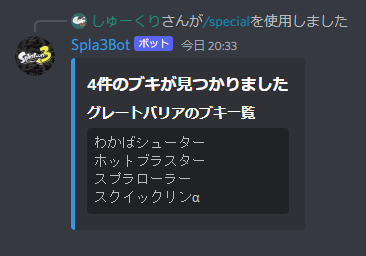 しゅーくりさんが/specialを使用しました
Spla3Bot ボット 今日 20:33
4件のブキが見つかりました
グレートバリアのブキ一覧
わかばシューター
ホットブラスター
スプラローラー
スクイックリンα